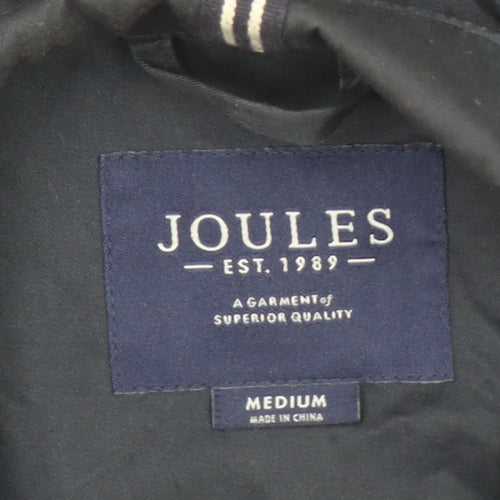 JOULES
— EST. 1989 —
A GARMENT of
SUPERIOR QUALITY
MEDIUM
MADE IN CHINA